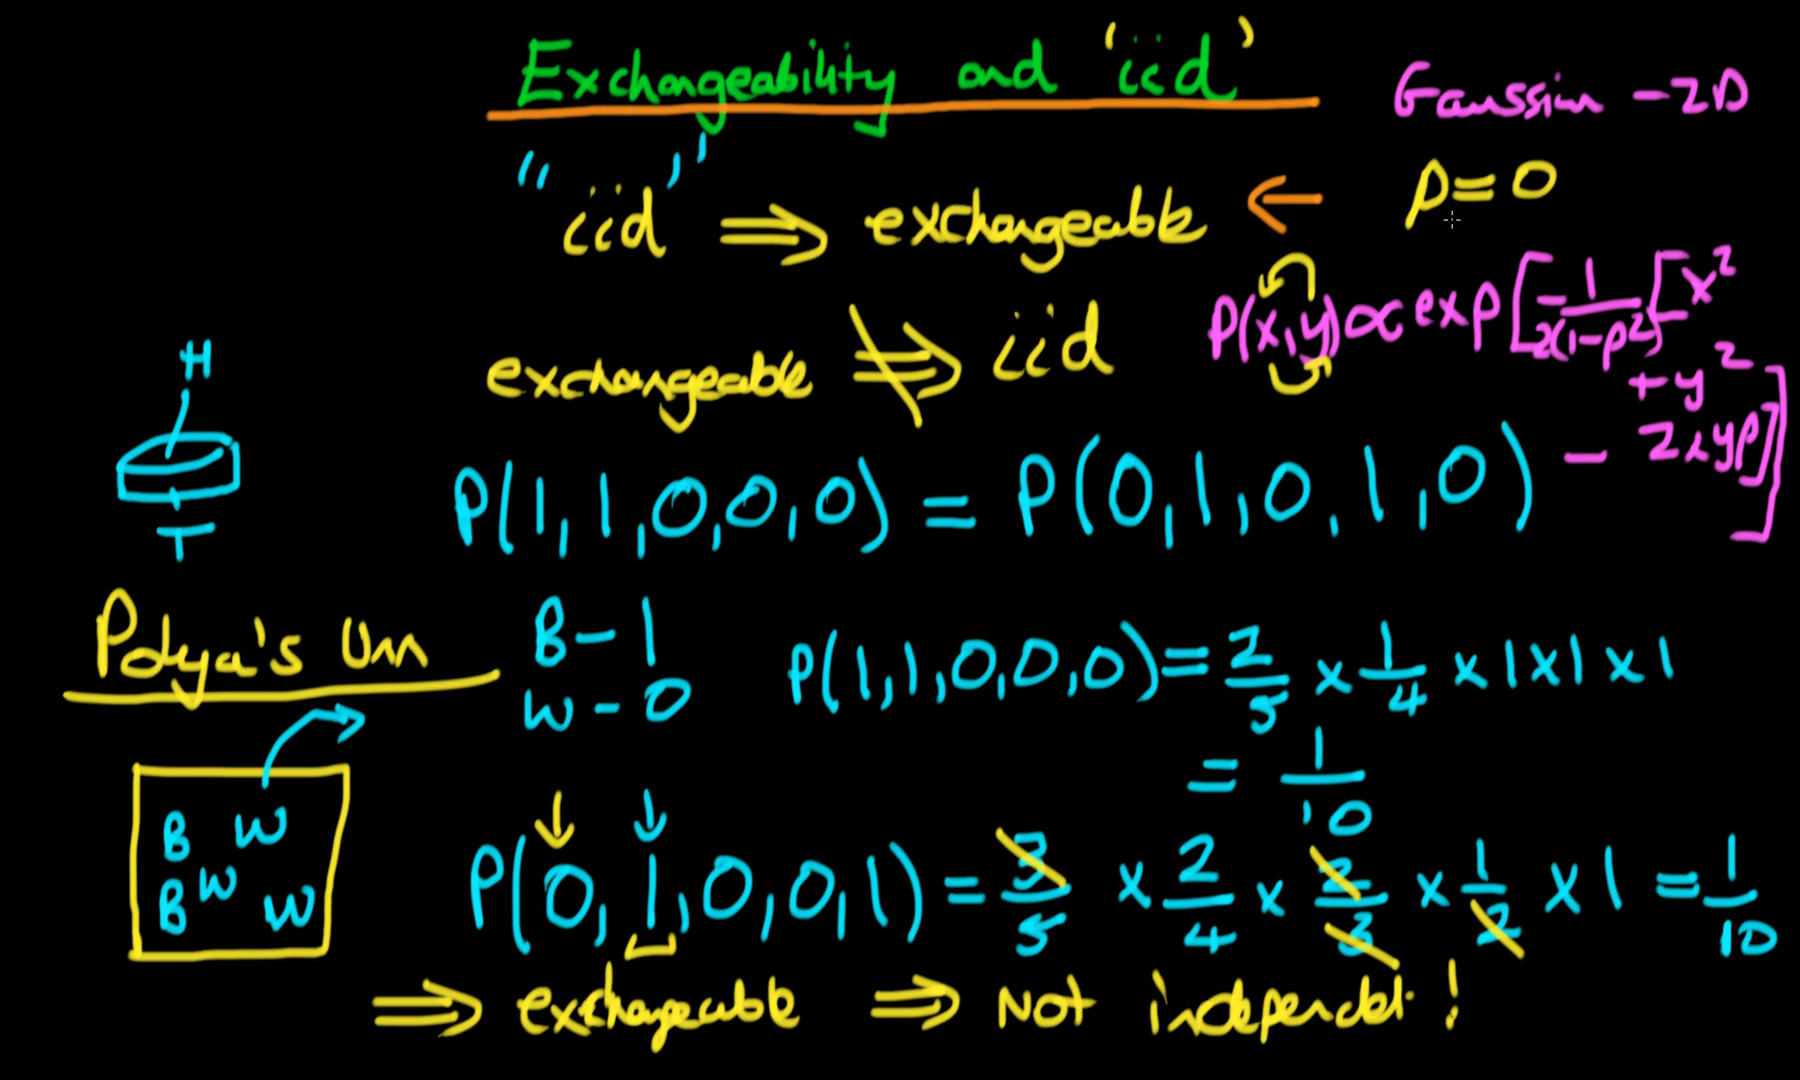 Exchangeability and 'iid'
Gaussian - 2D
"iid" ⇒ exchangeable ←
ρ = 0
P(x,y) ∝ exp[-1/2(1-ρ²)[x²
+ y²
- 2xyρ]]
exchangeable ⇏ iid
H
T
P(1,1,0,0,0) = P(0,1,0,1,0)
Polya's Urn
B - 1
W - 0
P(1,1,0,0,0) = 2/5 × 1/4 × 1 × 1 × 1
= 1/10
B W
B W W
P(0,1,0,0,1) = 3/5 × 2/4 × 2/3 × 1/2 × 1 = 1/10
⇒ exchangeable ⇒ Not independet!